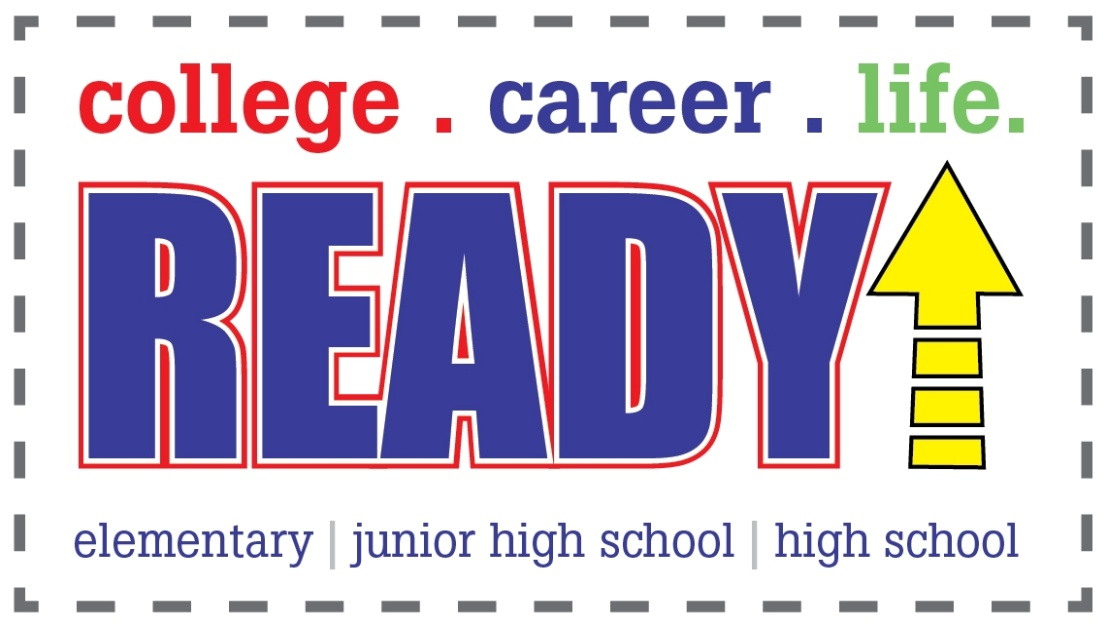 college . career . life.
READY
elementary | junior high school | high school